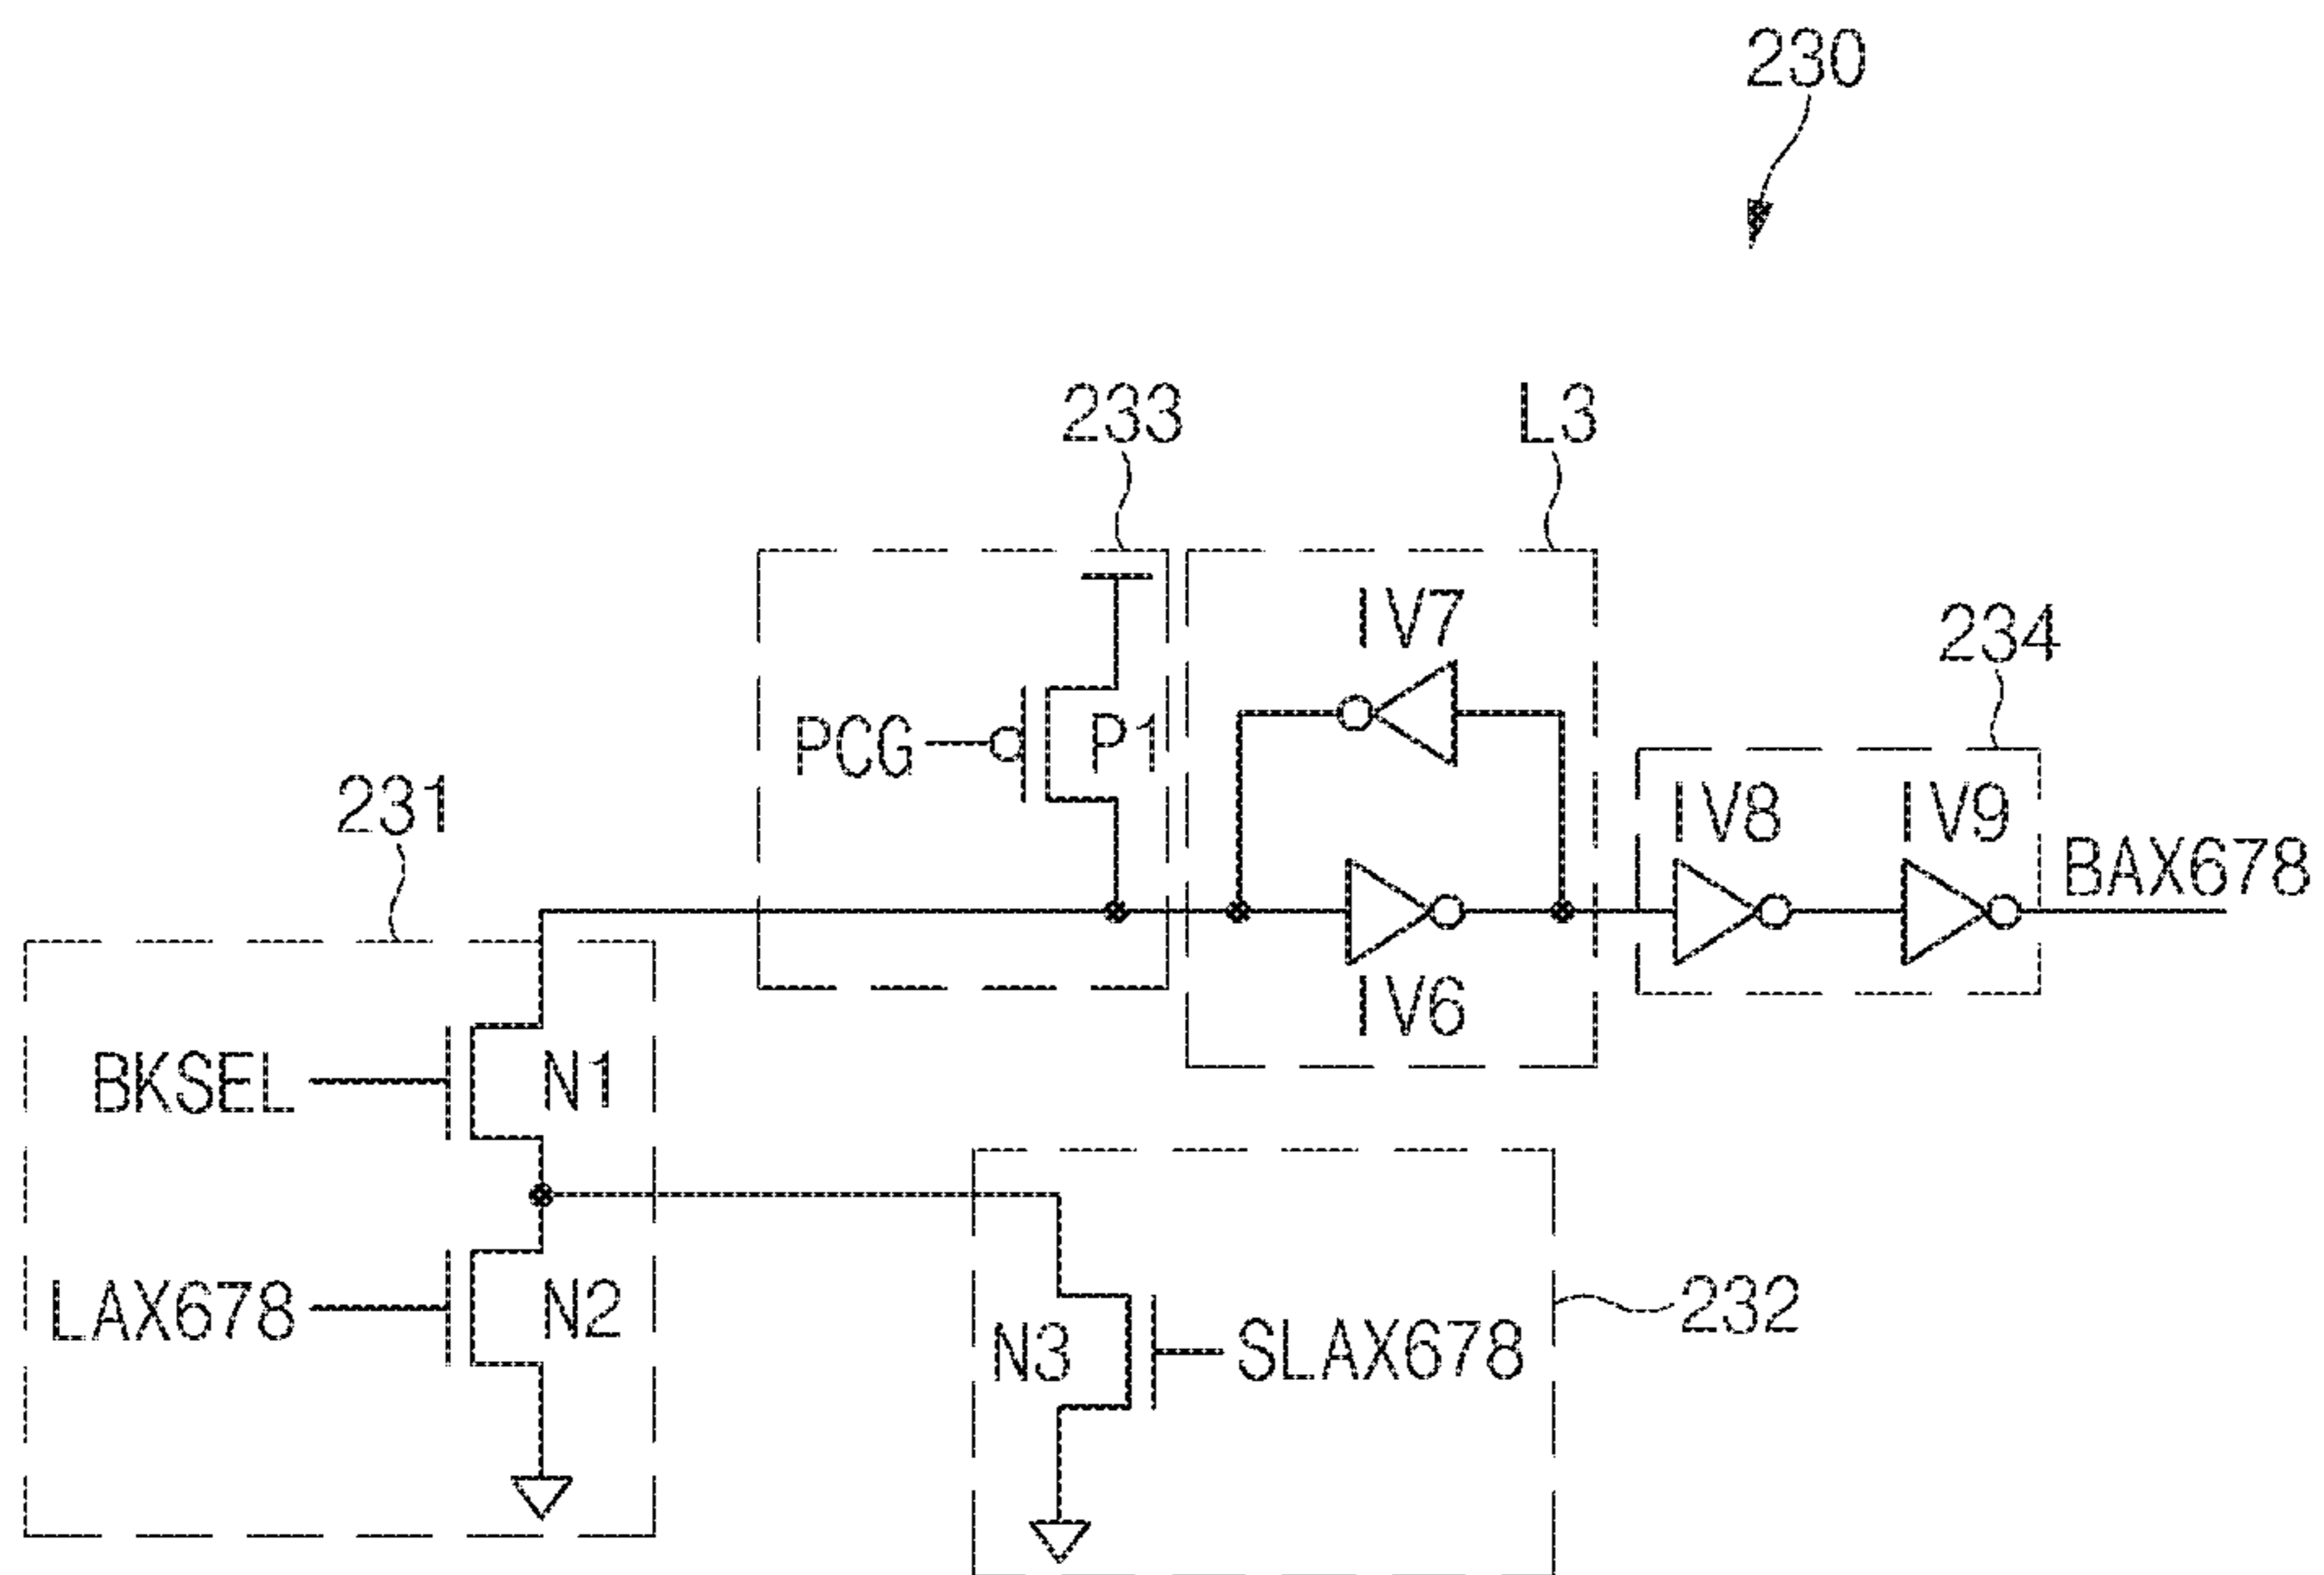 230
233
L3
IV7
234
PCG
P1
231
IV8
IV9
BAX678
IV6
BKSEL
N1
LAX678
N2
N3
SLAX678
232